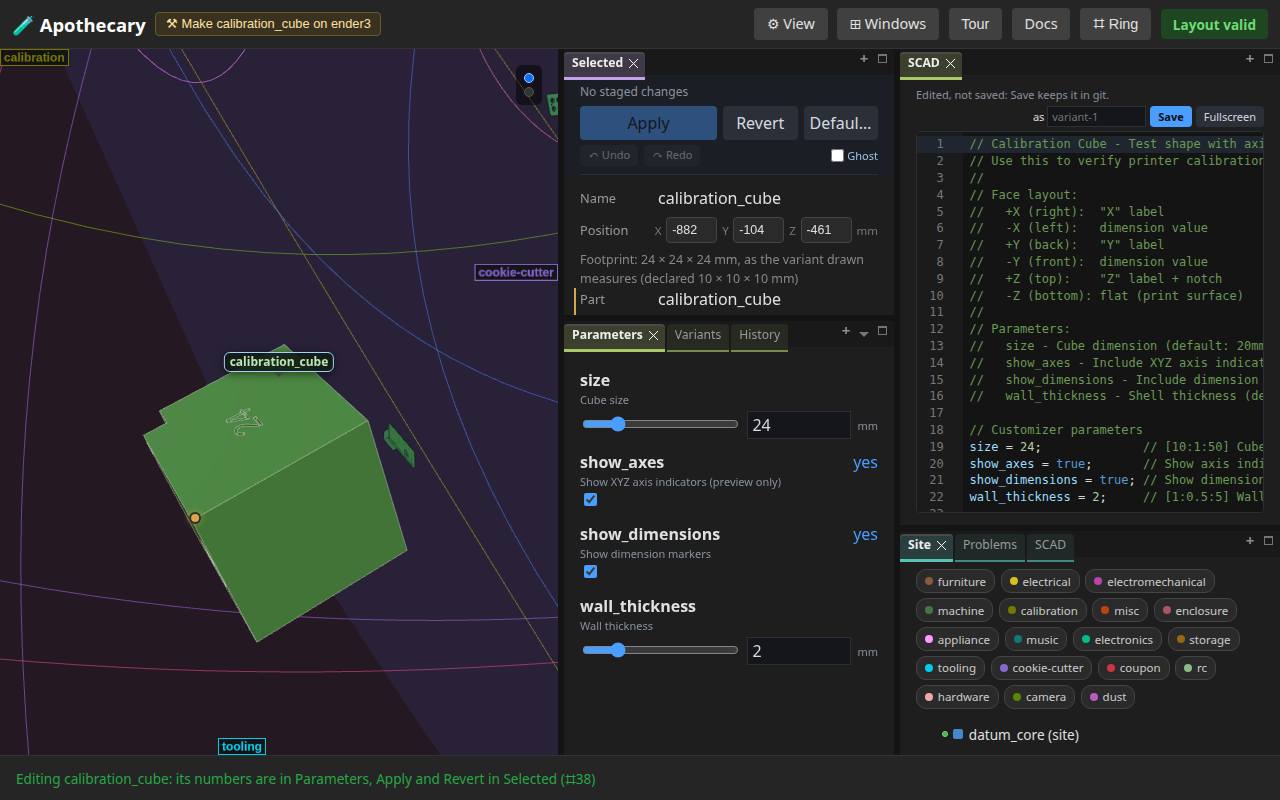 🧪 Apothecary
⚒ Make calibration_cube on ender3
⚙ View
⊞ Windows
Tour
Docs
⌗ Ring
Layout valid
calibration
cookie-cutter
calibration_cube
24
tooling
Selected
No staged changes
Apply
Revert
Defaul...
↶ Undo
↷ Redo
Ghost
Name calibration_cube
Position X -882 Y -104 Z -461 mm
Footprint: 24 × 24 × 24 mm, as the variant drawn
measures (declared 10 × 10 × 10 mm)
Part calibration_cube
Parameters
Variants
History
size
Cube size
24 mm
show_axes yes
Show XYZ axis indicators (preview only)
show_dimensions yes
Show dimension markers
wall_thickness
Wall thickness
2 mm
SCAD
Edited, not saved: Save keeps it in git.
as variant-1 Save Fullscreen
1 // Calibration Cube - Test shape with axi
2 // Use this to verify printer calibration
3 //
4 // Face layout:
5 //   +X (right):  "X" label
6 //   -X (left):   dimension value
7 //   +Y (back):   "Y" label
8 //   -Y (front):  dimension value
9 //   +Z (top):    "Z" label + notch
10 //   -Z (bottom): flat (print surface)
11 //
12 // Parameters:
13 //   size - Cube dimension (default: 20mm
14 //   show_axes - Include XYZ axis indicat
15 //   show_dimensions - Include dimension
16 //   wall_thickness - Shell thickness (de
17
18 // Customizer parameters
19 size = 24;              // [10:1:50] Cube
20 show_axes = true;       // Show axis indi
21 show_dimensions = true; // Show dimension
22 wall_thickness = 2;     // [1:0.5:5] Wall
Site
Problems
SCAD
furniture
electrical
electromechanical
machine
calibration
misc
enclosure
appliance
music
electronics
storage
tooling
cookie-cutter
coupon
rc
hardware
camera
dust
datum_core (site)
Editing calibration_cube: its numbers are in Parameters, Apply and Revert in Selected (⌗38)